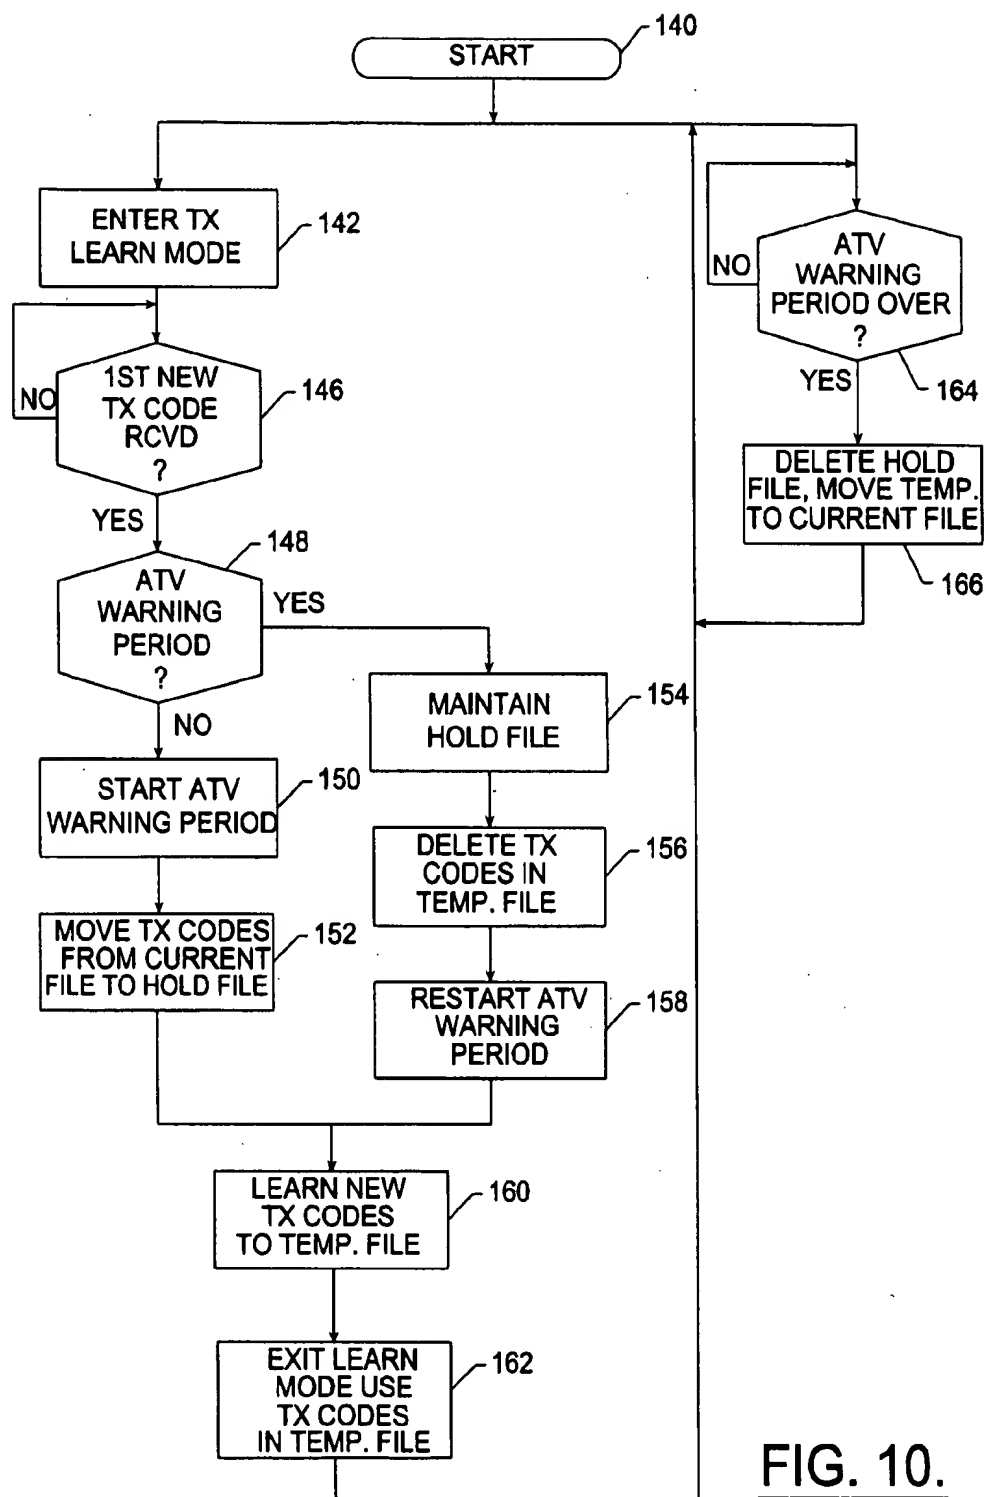 START
140
ENTER TX
LEARN MODE
142
NO
1ST NEW
TX CODE
RCVD
?
146
YES
148
ATV
WARNING
PERIOD
?
YES
NO
START ATV
WARNING PERIOD
150
MOVE TX CODES
FROM CURRENT
FILE TO HOLD FILE
152
MAINTAIN
HOLD FILE
154
DELETE TX
CODES IN
TEMP. FILE
156
RESTART ATV
WARNING
PERIOD
158
LEARN NEW
TX CODES
TO TEMP. FILE
160
EXIT LEARN
MODE USE
TX CODES
IN TEMP. FILE
162
ATV
WARNING
PERIOD OVER
?
NO
YES
164
DELETE HOLD
FILE, MOVE TEMP.
TO CURRENT FILE
166
FIG. 10.